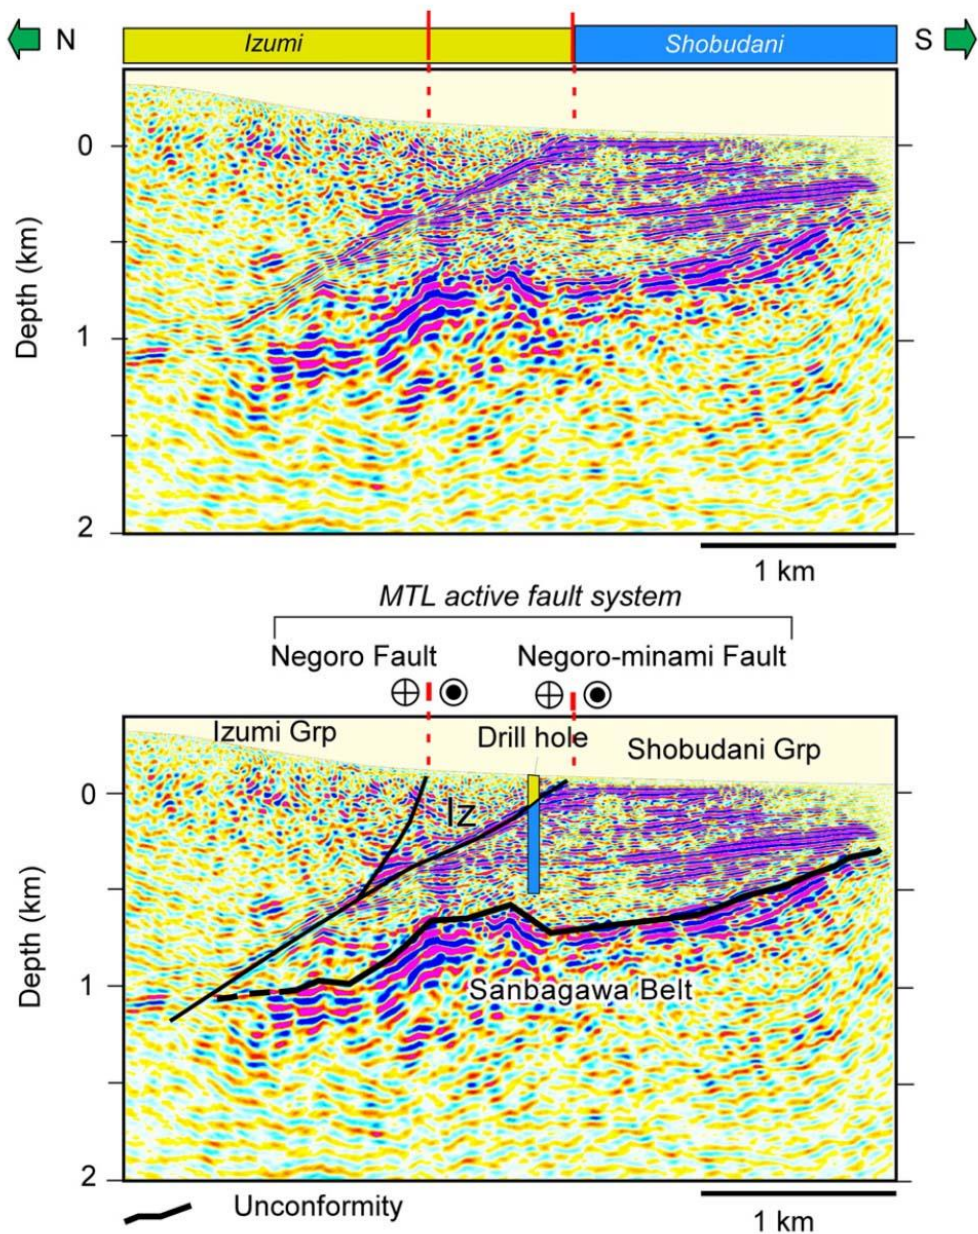 N
Izumi
Shobudani
S
0
1
2
Depth (km)
1 km
MTL active fault system
Negoro Fault
Negoro-minami Fault
Izumi Grp
Drill hole
Shobudani Grp
Iz
0
1
2
Depth (km)
Sanbagawa Belt
Unconformity
1 km